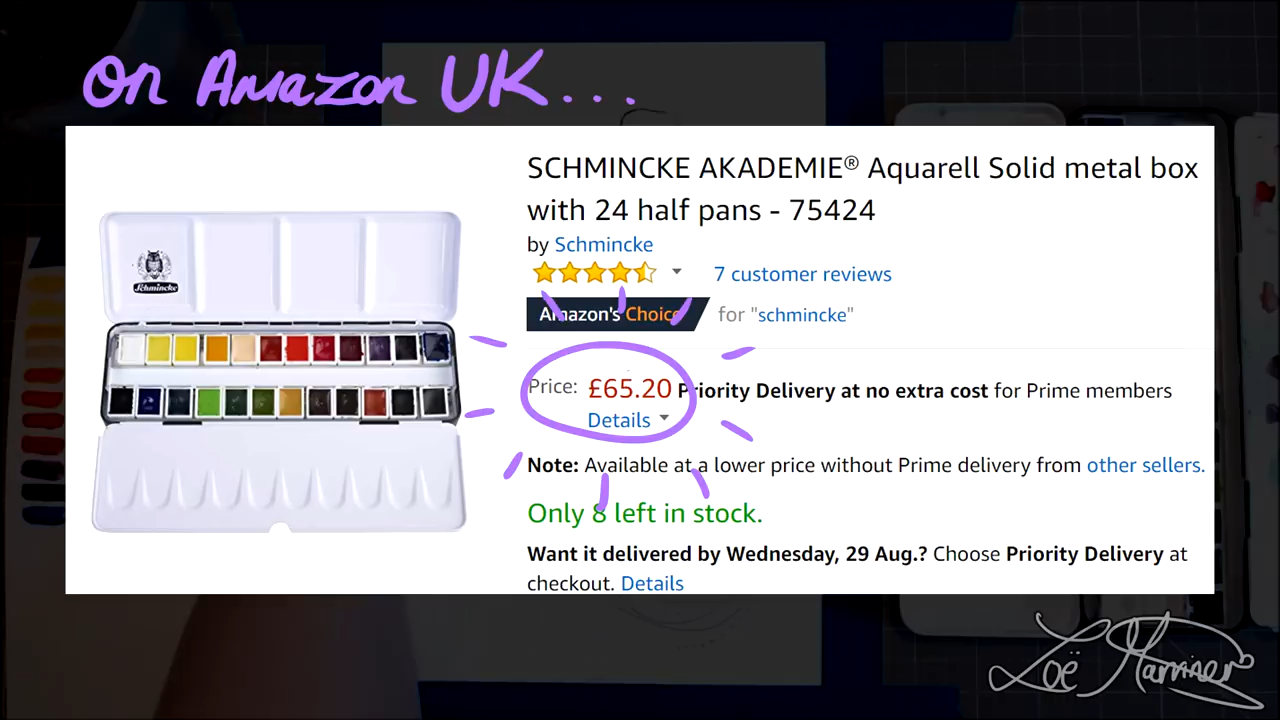 On Amazon UK...
SCHMINCKE AKADEMIE® Aquarell Solid metal box
with 24 half pans - 75424
by Schmincke
7 customer reviews
Amazon's Choice for "schmincke"
Price: £65.20 Priority Delivery at no extra cost for Prime members
Details
Note: Available at a lower price without Prime delivery from other sellers.
Only 8 left in stock.
Want it delivered by Wednesday, 29 Aug.? Choose Priority Delivery at
checkout. Details
Schmincke
Zoë Marriner